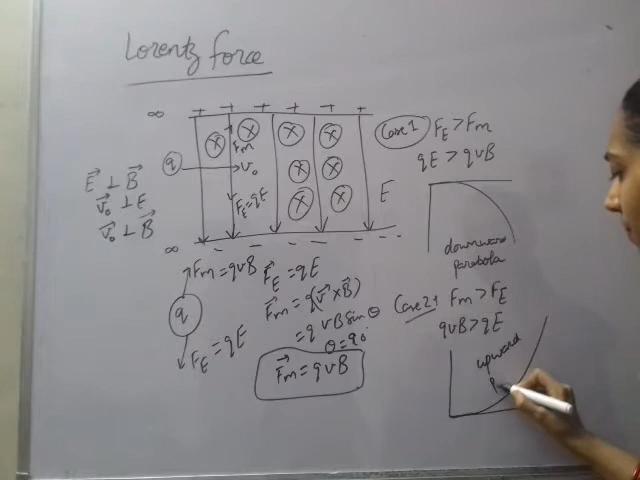 Lorentz force
∞ + + + + + +
Fm
q v₀
F_E = qE
E
∞ - - - - - - -
E⃗ ⊥ B⃗
v⃗₀ ⊥ E
v⃗₀ ⊥ B⃗
Fm = qvB
q
F_E = qE
F⃗_E = qE
F⃗m = q(v⃗ × B⃗)
= q vB sin θ
θ = 90°
F⃗m = qvB
Case 1 F_E > Fm
qE > qvB
downward
parabola
Case 2 Fm > F_E
qvB > qE
upward